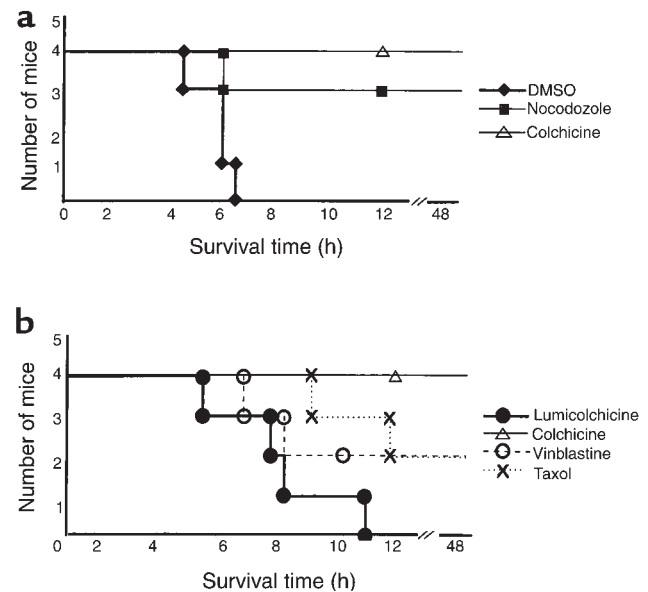 a
Number of mice
5
4
3
2
1
0 2 4 6 8 10 12 48
Survival time (h)
DMSO
Nocodozole
Colchicine
b
Number of mice
5
4
3
2
1
0 2 4 6 8 10 12 48
Survival time (h)
Lumicolchicine
Colchicine
Vinblastine
Taxol